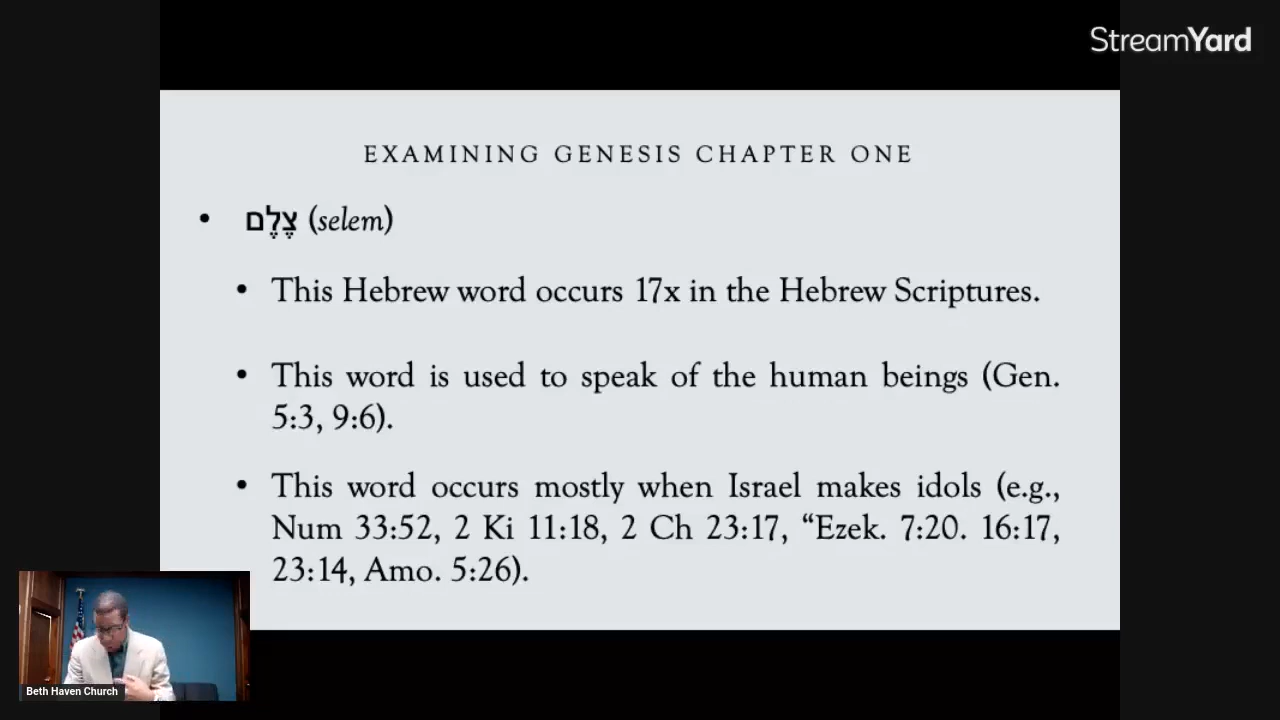 StreamYard
EXAMINING GENESIS CHAPTER ONE
• צֶלֶם (selem)
• This Hebrew word occurs 17x in the Hebrew Scriptures.
• This word is used to speak of the human beings (Gen.
5:3, 9:6).
• This word occurs mostly when Israel makes idols (e.g.,
Num 33:52, 2 Ki 11:18, 2 Ch 23:17, “Ezek. 7:20. 16:17,
23:14, Amo. 5:26).
Beth Haven Church